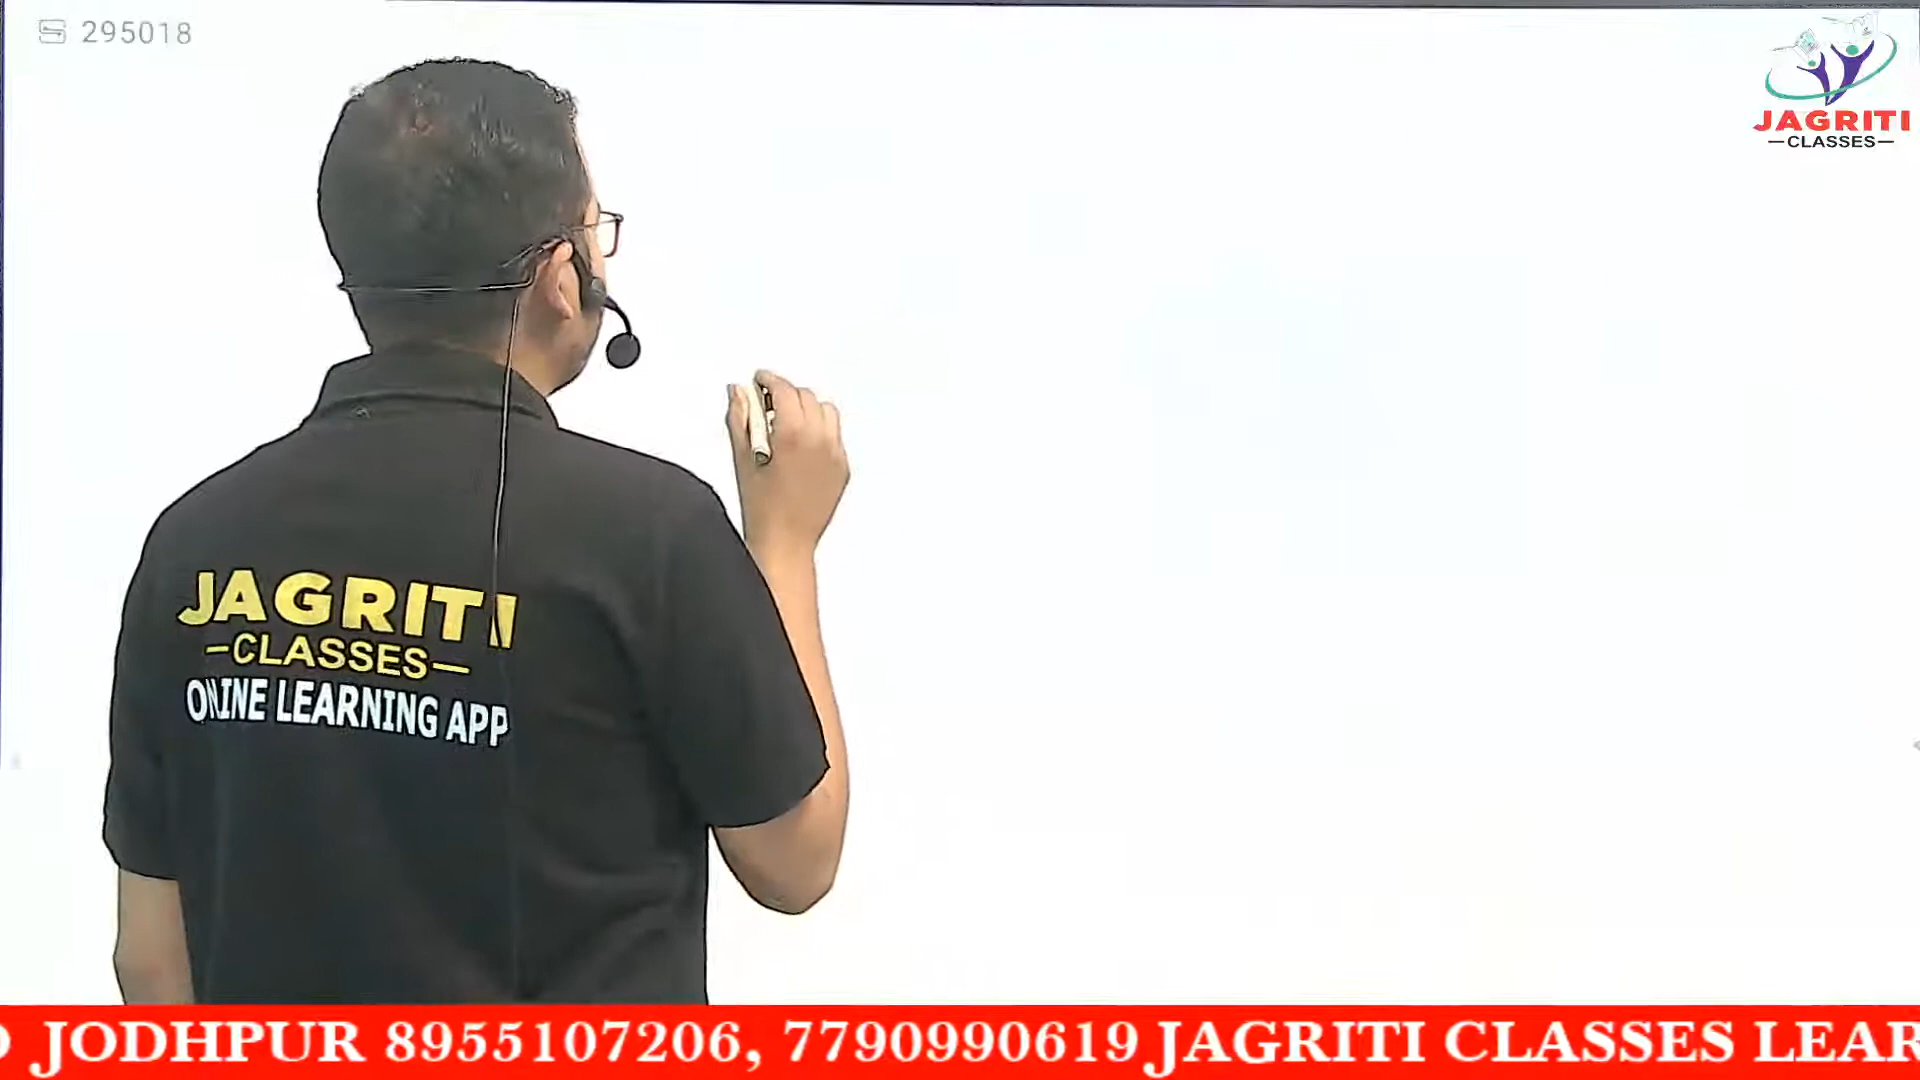 295018
JAGRITI
—CLASSES—
JAGRITI
—CLASSES—
ONLINE LEARNING APP
JODHPUR 8955107206, 7790990619 JAGRITI CLASSES LEAR